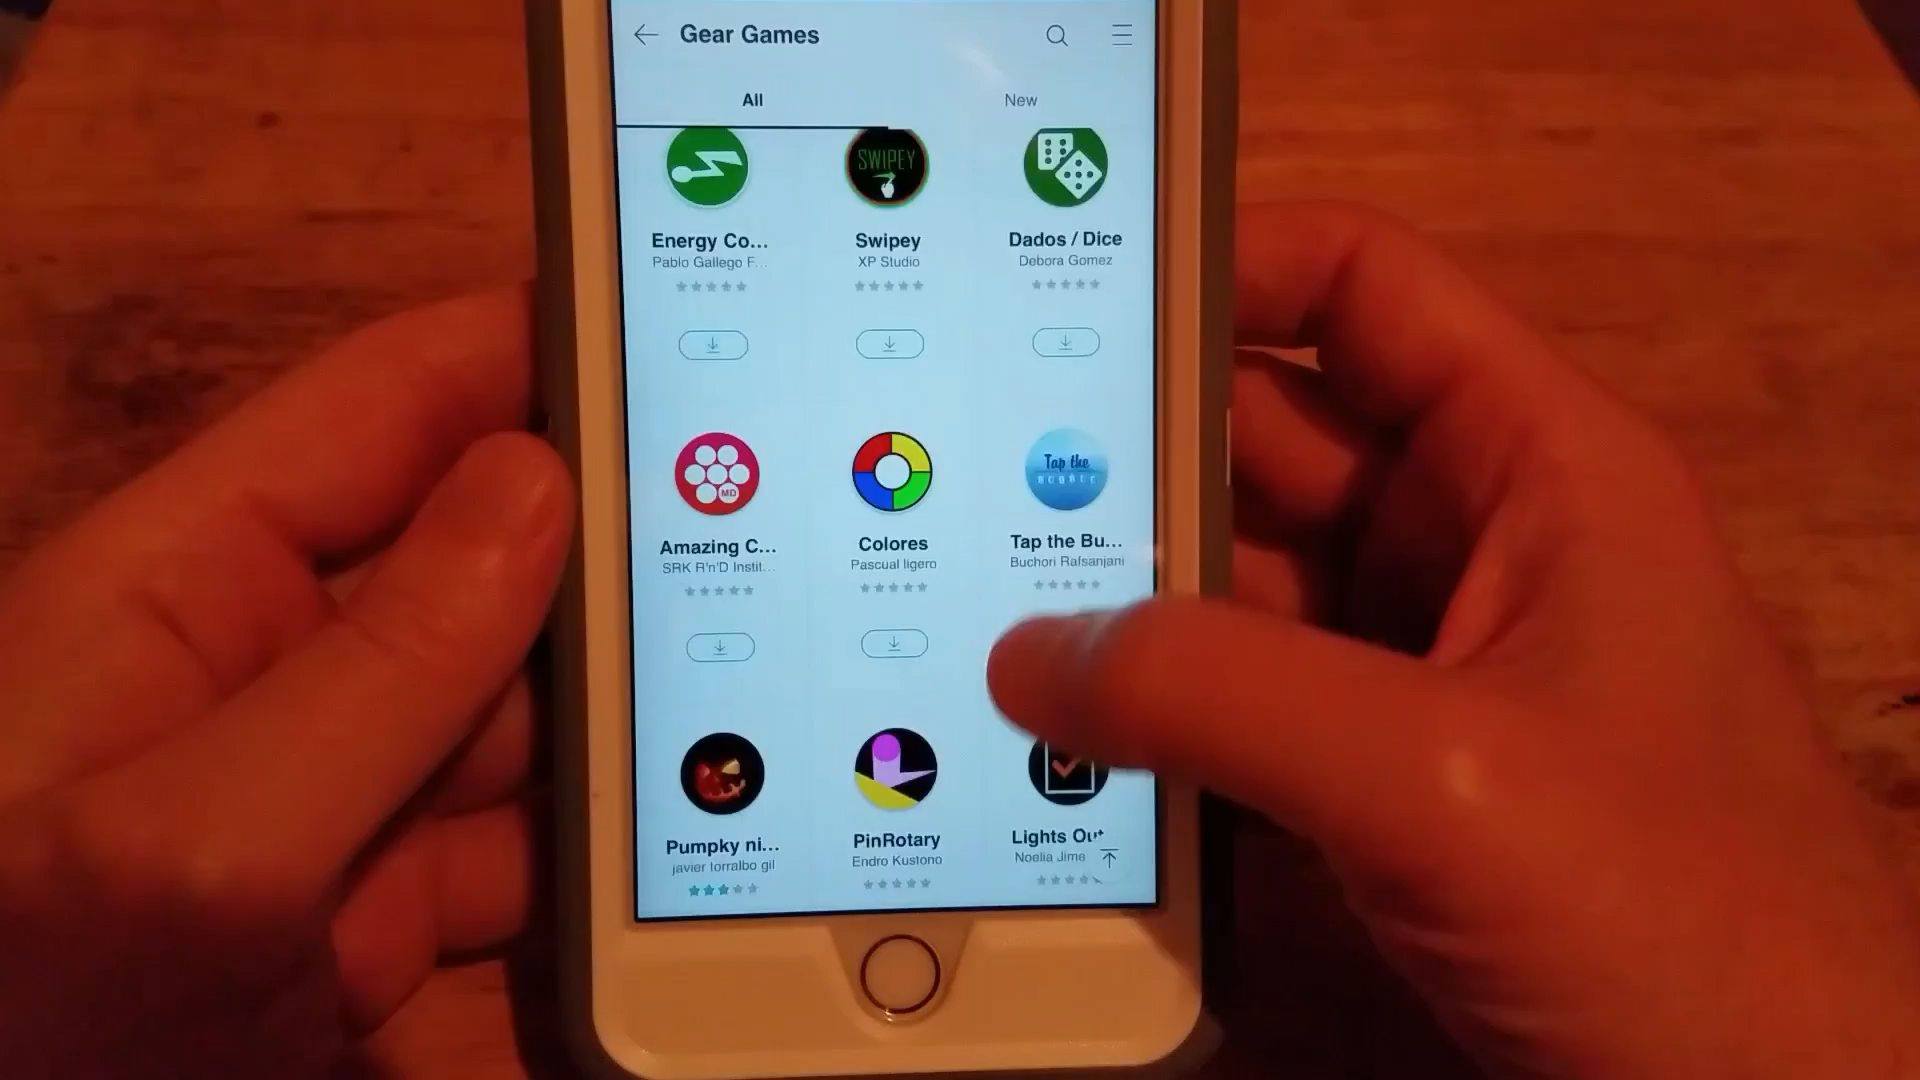 Gear Games
All
New
SWIPEY
Energy Co...
Swipey
Dados / Dice
Pablo Gallego F...
XP Studio
Debora Gomez
MD
Tap the
BUBBLE
Amazing C...
Colores
Tap the Bu...
SRK R'n'D Instit...
Pascual ligero
Buchori Rafsanjani
Pumpky ni...
PinRotary
Lights Out
javier torralbo gil
Endro Kustono
Noelia Jime